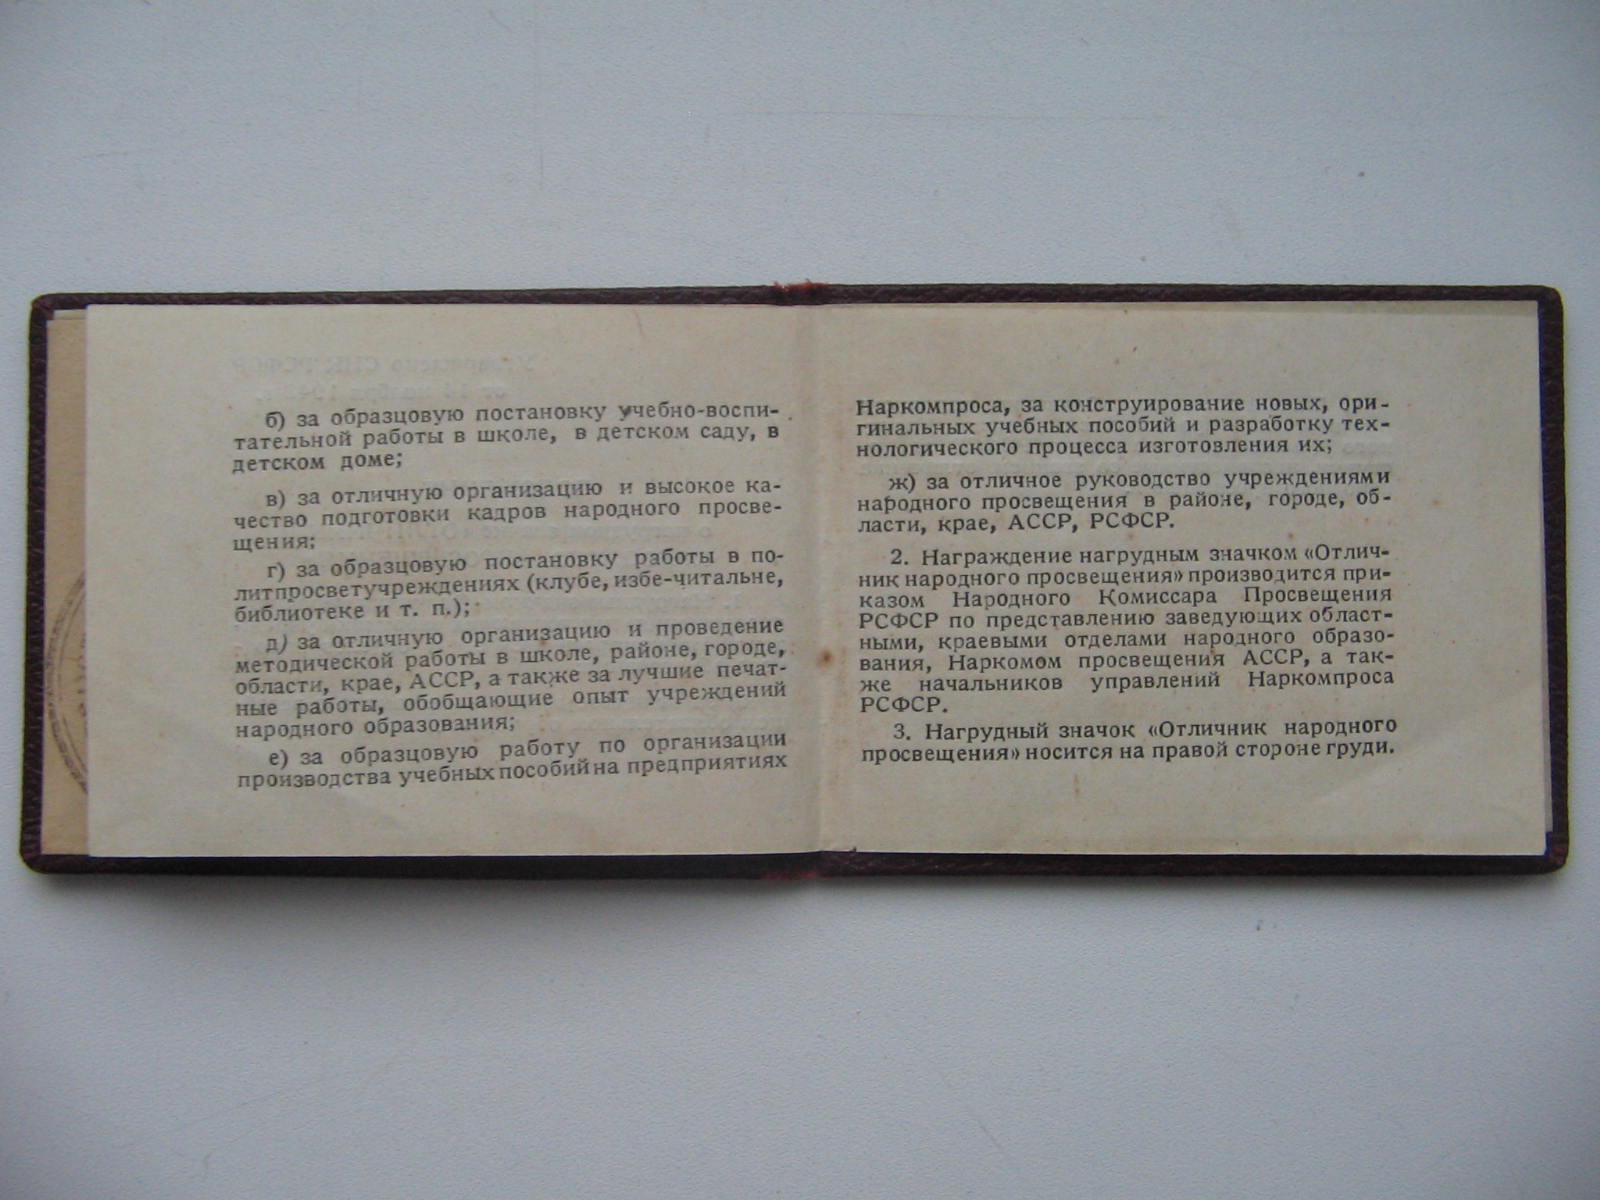 б) за образцовую постановку учебно-воспи-
тательной работы в школе, в детском саду, в
детском доме;
в) за отличную организацию и высокое ка-
чество подготовки кадров народного просве-
щения;
г) за образцовую постановку работы в по-
литпросветучреждениях (клубе, избе-читальне,
библиотеке и т. п.);
д) за отличную организацию и проведение
методической работы в школе, районе, городе,
области, крае, АССР, а также за лучшие печат-
ные работы, обобщающие опыт учреждений
народного образования;
е) за образцовую работу по организации
производства учебных пособий на предприятиях
Наркомпроса, за конструирование новых, ори-
гинальных учебных пособий и разработку тех-
нологического процесса изготовления их;
ж) за отличное руководство учреждениями
народного просвещения в районе, городе, об-
ласти, крае, АССР, РСФСР.
2. Награждение нагрудным значком «Отлич-
ник народного просвещения» производится при-
казом Народного Комиссара Просвещения
РСФСР по представлению заведующих област-
ными, краевыми отделами народного образо-
вания, Наркомом просвещения АССР, а так-
же начальников управлений Наркомпроса
РСФСР.
3. Нагрудный значок «Отличник народного
просвещения» носится на правой стороне груди.